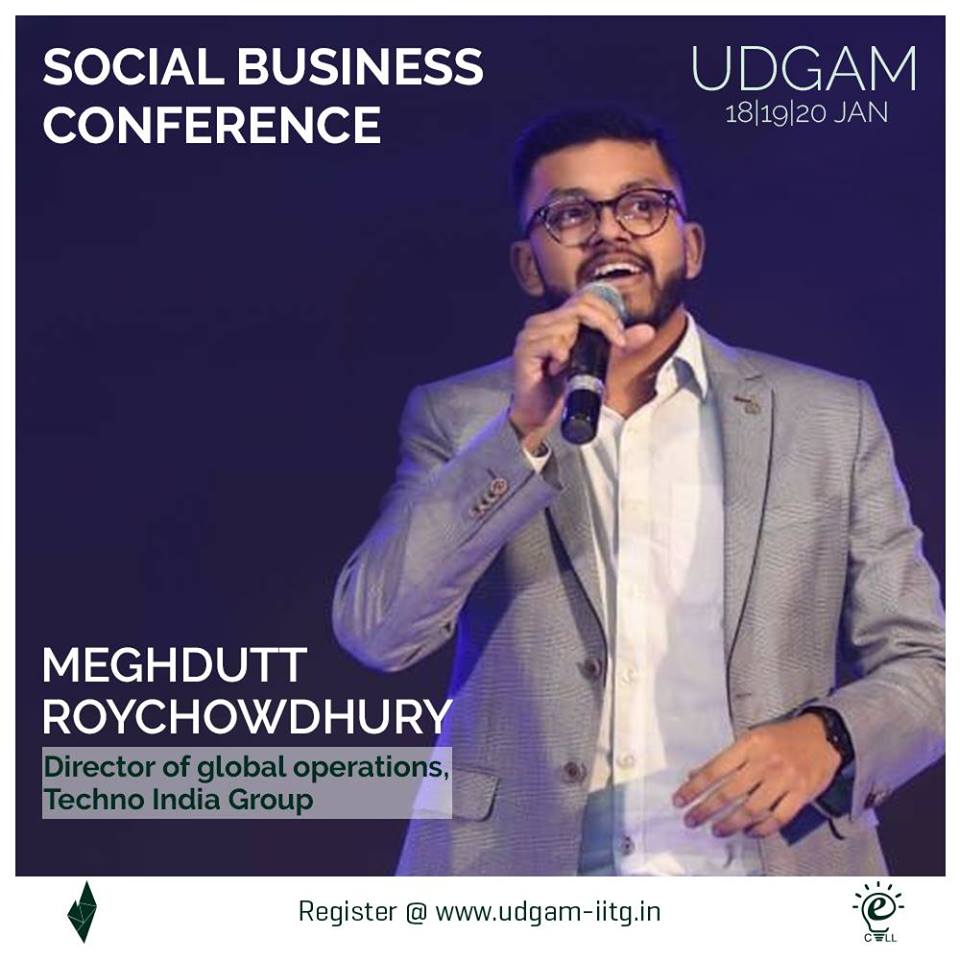 SOCIAL BUSINESS
CONFERENCE
UDGAM
18|19|20 JAN
MEGHDUTT
ROYCHOWDHURY
Director of global operations,
Techno India Group
Register @ www.udgam-iitg.in
e
CELL